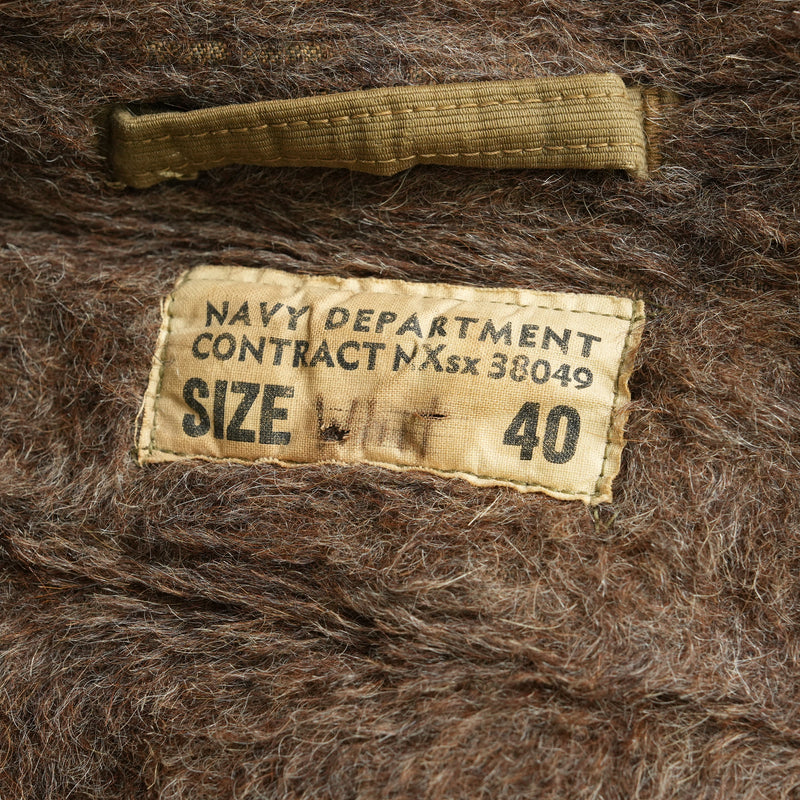 NAVY DEPARTMENT
CONTRACT NXsx 38049
SIZE 40